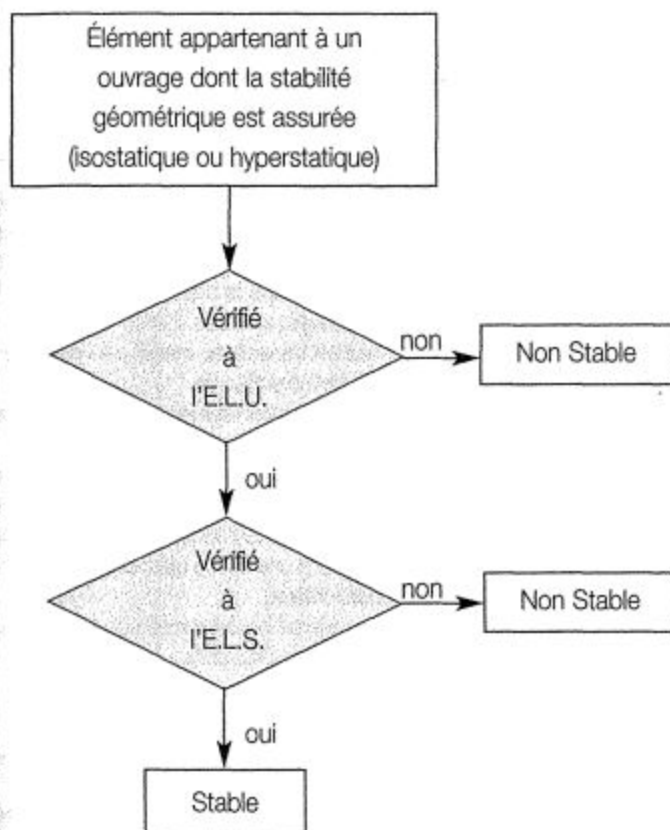 Élément appartenant à un
ouvrage dont la stabilité
géométrique est assurée
(isostatique ou hyperstatique)
Vérifié
à
l'E.L.U.
non
Non Stable
oui
Vérifié
à
l'E.L.S.
non
Non Stable
oui
Stable